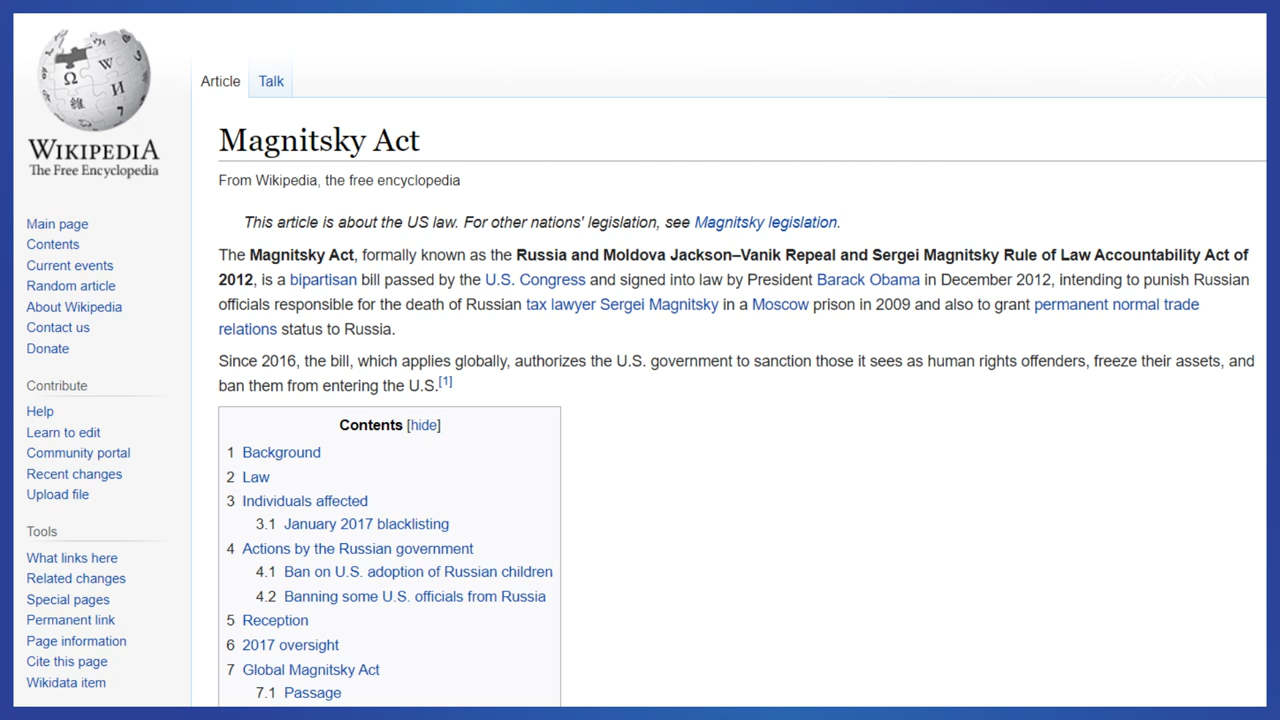 WIKIPEDIA
The Free Encyclopedia
Main page
Contents
Current events
Random article
About Wikipedia
Contact us
Donate
Contribute
Help
Learn to edit
Community portal
Recent changes
Upload file
Tools
What links here
Related changes
Special pages
Permanent link
Page information
Cite this page
Wikidata item
Article Talk
Magnitsky Act
From Wikipedia, the free encyclopedia
This article is about the US law. For other nations' legislation, see Magnitsky legislation.
The Magnitsky Act, formally known as the Russia and Moldova Jackson–Vanik Repeal and Sergei Magnitsky Rule of Law Accountability Act of
2012, is a bipartisan bill passed by the U.S. Congress and signed into law by President Barack Obama in December 2012, intending to punish Russian
officials responsible for the death of Russian tax lawyer Sergei Magnitsky in a Moscow prison in 2009 and also to grant permanent normal trade
relations status to Russia.
Since 2016, the bill, which applies globally, authorizes the U.S. government to sanction those it sees as human rights offenders, freeze their assets, and
ban them from entering the U.S.[1]
Contents [hide]
1 Background
2 Law
3 Individuals affected
3.1 January 2017 blacklisting
4 Actions by the Russian government
4.1 Ban on U.S. adoption of Russian children
4.2 Banning some U.S. officials from Russia
5 Reception
6 2017 oversight
7 Global Magnitsky Act
7.1 Passage